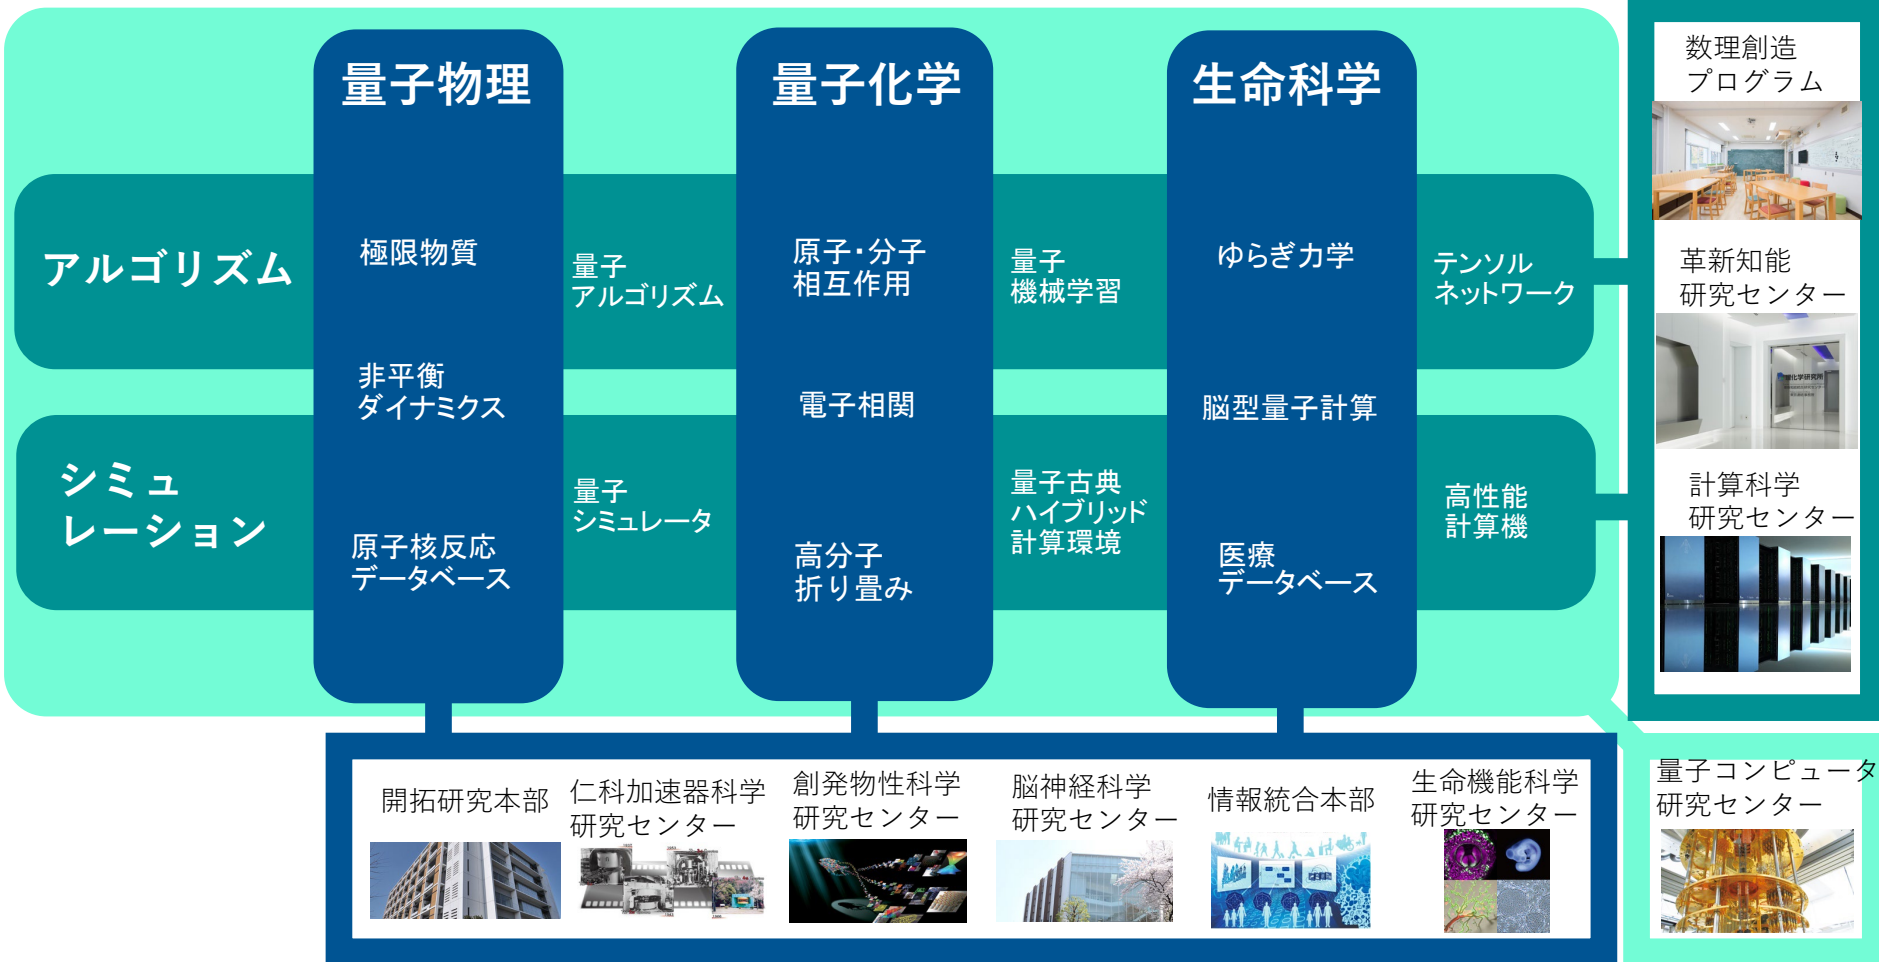 量子物理
量子化学
生命科学
アルゴリズム
極限物質
量子
アルゴリズム
原子・分子
相互作用
量子
機械学習
ゆらぎ力学
テンソル
ネットワーク
非平衡
ダイナミクス
電子相関
脳型量子計算
シミュ
レーション
原子核反応
データベース
量子
シミュレータ
高分子
折り畳み
量子古典
ハイブリッド
計算環境
医療
データベース
高性能
計算機
数理創造
プログラム
革新知能
研究センター
計算科学
研究センター
開拓研究本部
仁科加速器科学
研究センター
創発物性科学
研究センター
脳神経科学
研究センター
情報統合本部
生命機能科学
研究センター
量子コンピュータ
研究センター